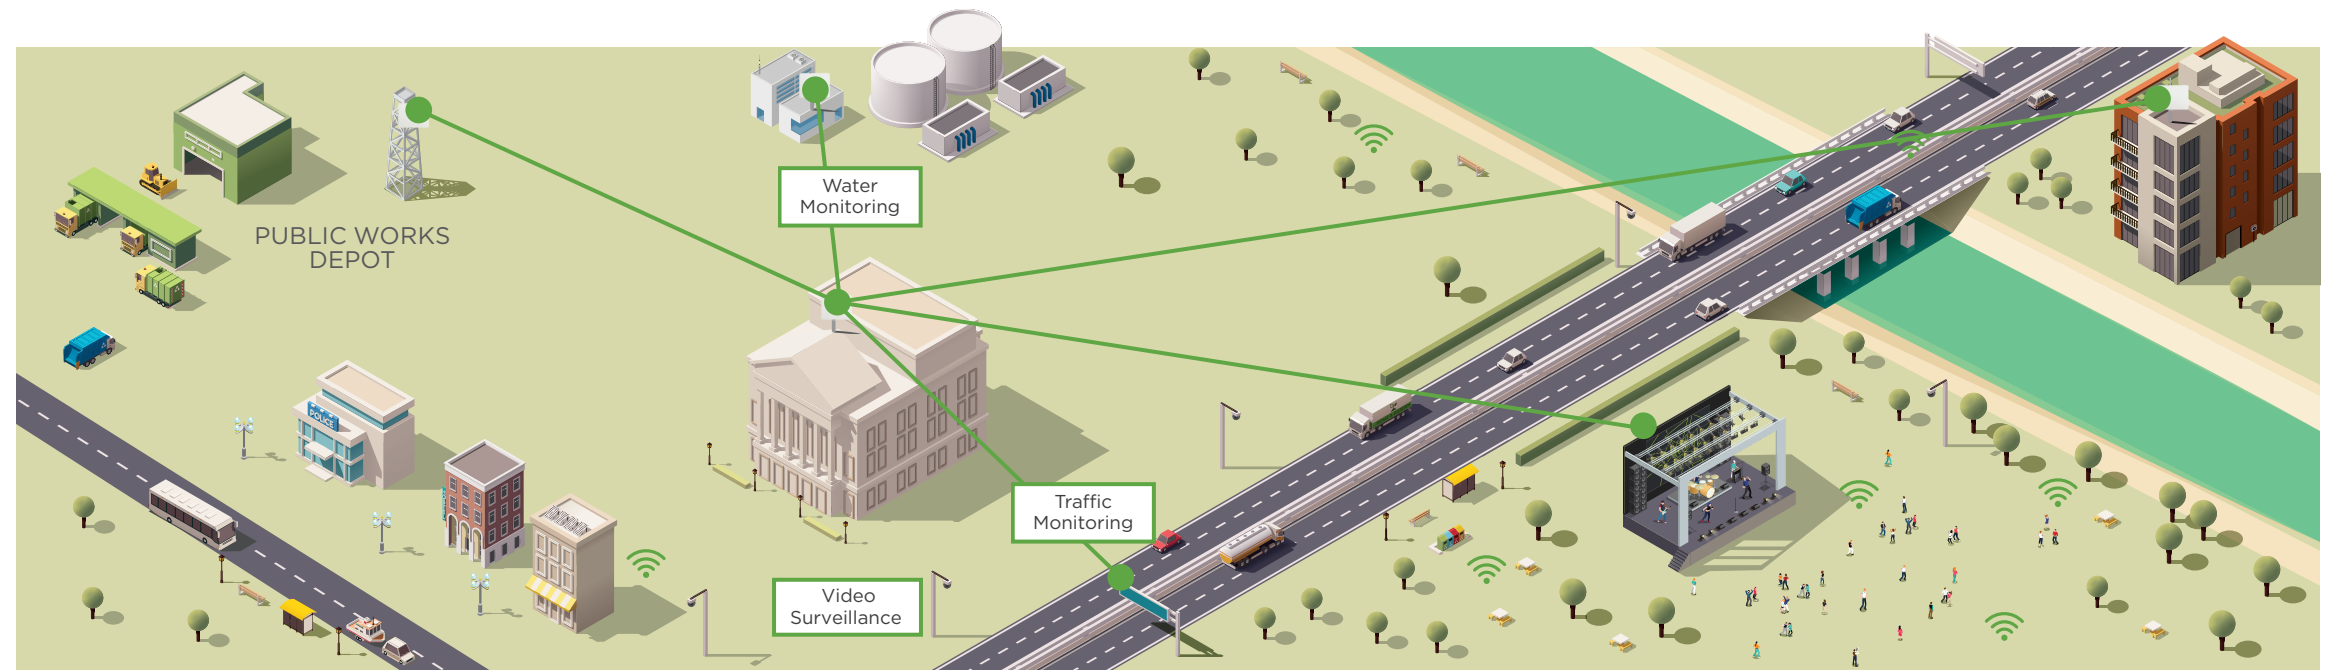 Water
Monitoring
PUBLIC WORKS
DEPOT
POLICE
Traffic
Monitoring
Video
Surveillance